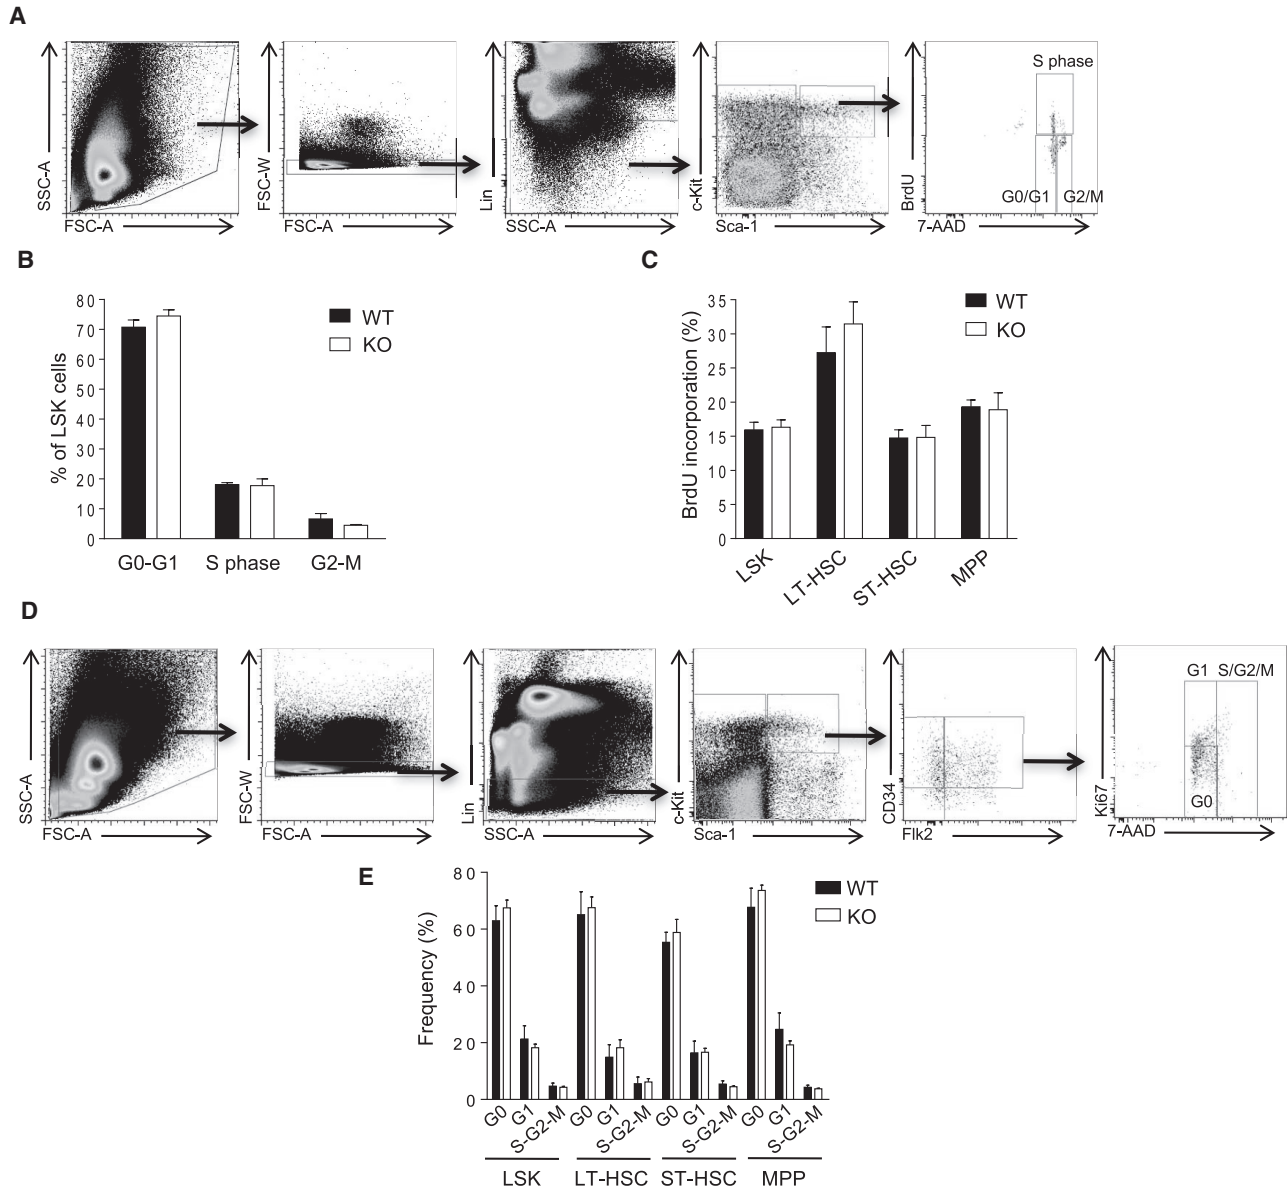 A
SSC-A
FSC-A
FSC-W
FSC-A
Lin
SSC-A
c-Kit
Sca-1
BrdU
7-AAD
S phase
G0/G1
G2/M
B
% of LSK cells
80
70
60
50
40
30
20
10
0
G0-G1
S phase
G2-M
WT
KO
C
BrdU incorporation (%)
35
30
25
20
15
10
5
0
LSK
LT-HSC
ST-HSC
MPP
WT
KO
D
SSC-A
FSC-A
FSC-W
FSC-A
Lin
SSC-A
c-Kit
Sca-1
CD34
Flk2
Ki67
7-AAD
G1 S/G2/M
G0
E
Frequency (%)
80
60
40
20
0
WT
KO
G0
G1
S-G2-M
G0
G1
S-G2-M
G0
G1
S-G2-M
G0
G1
S-G2-M
LSK
LT-HSC
ST-HSC
MPP